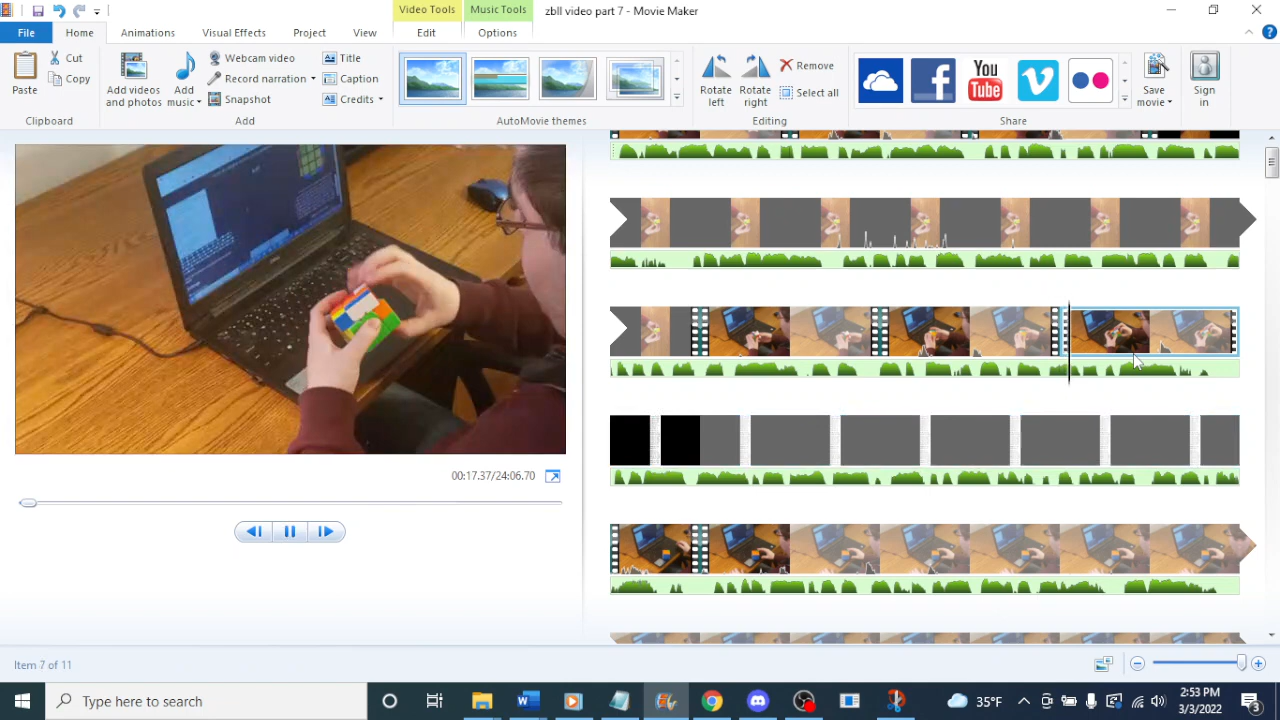 Video Tools
Music Tools
zbll video part 7 - Movie Maker
File
Home
Animations
Visual Effects
Project
View
Edit
Options
Paste
Cut
Copy
Clipboard
Add videos and photos
Add music
Webcam video
Record narration
Snapshot
Title
Caption
Credits
Add
AutoMovie themes
Rotate left
Rotate right
Remove
Select all
Editing
You Tube
Share
Save movie
Sign in
00:17.37/24:06.70
Item 7 of 11
Type here to search
35°F
2:53 PM
3/3/2022
3